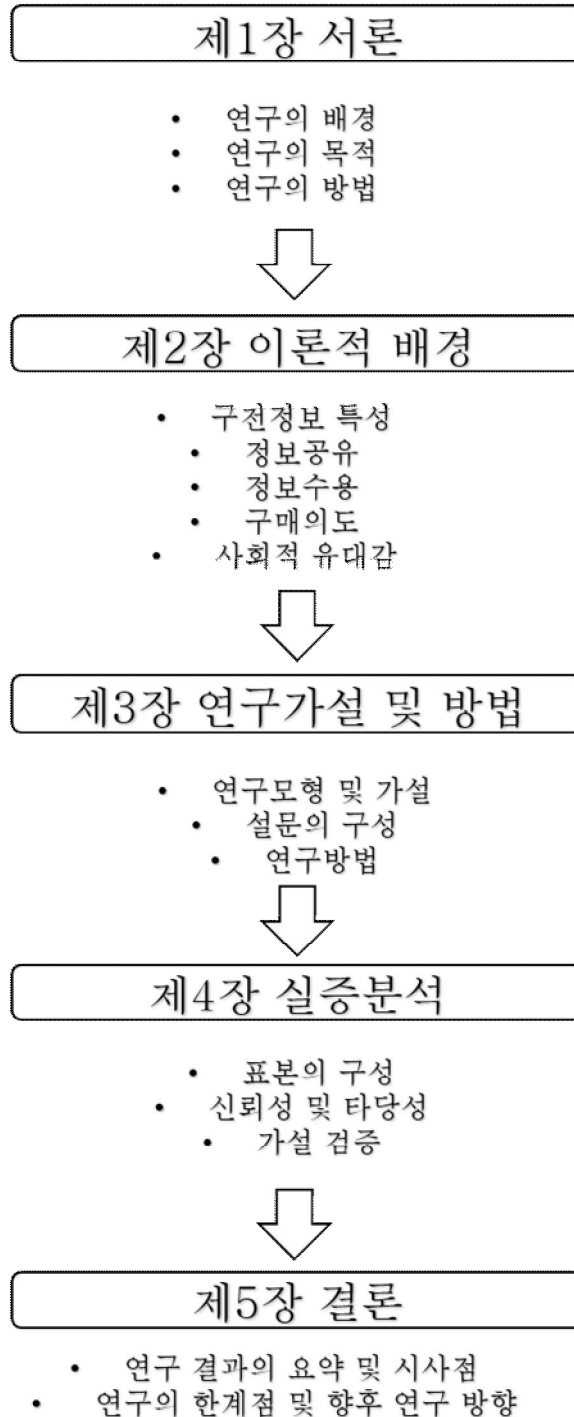 제1장 서론
• 연구의 배경
• 연구의 목적
• 연구의 방법
제2장 이론적 배경
• 구전정보 특성
• 정보공유
• 정보수용
• 구매의도
• 사회적 유대감
제3장 연구가설 및 방법
• 연구모형 및 가설
• 설문의 구성
• 연구방법
제4장 실증분석
• 표본의 구성
• 신뢰성 및 타당성
• 가설 검증
제5장 결론
• 연구 결과의 요약 및 시사점
• 연구의 한계점 및 향후 연구 방향